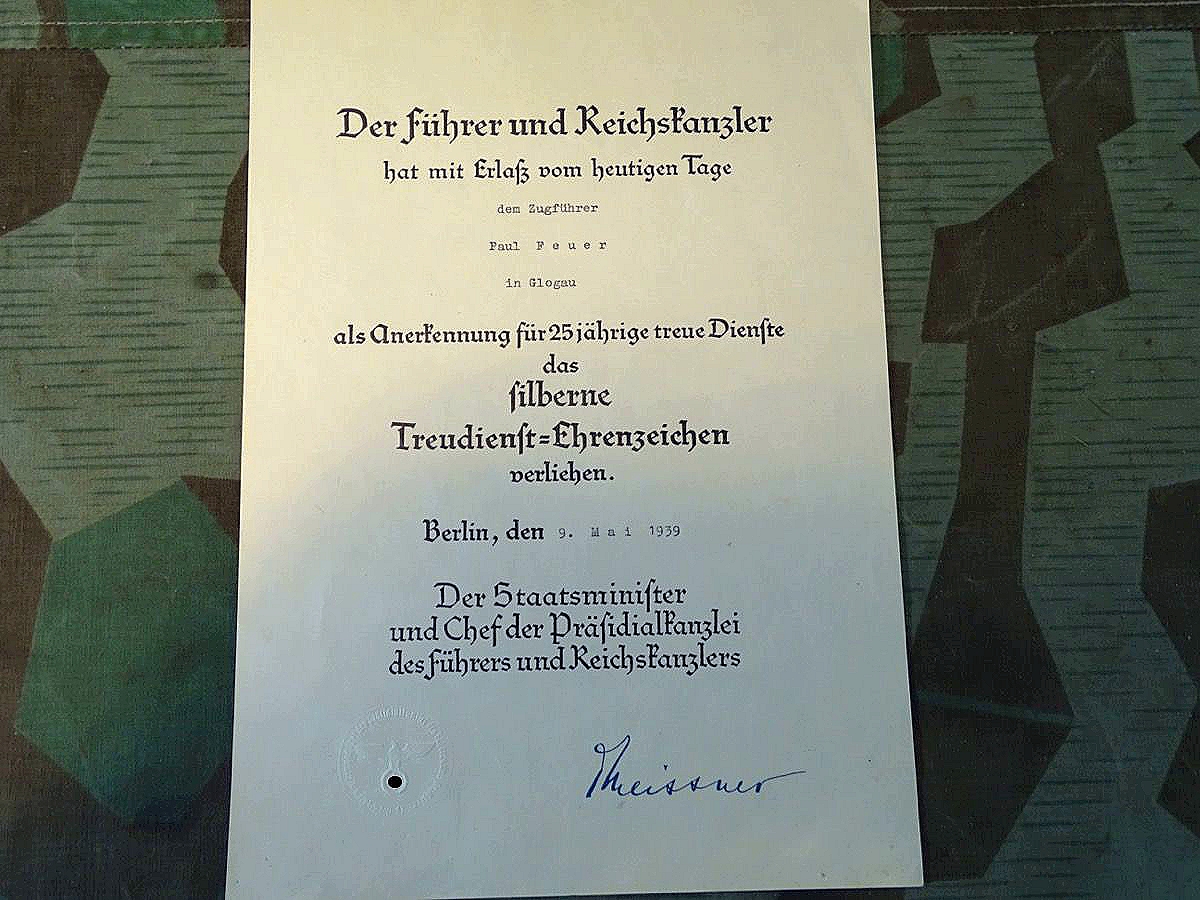 Der Führer und Reichskanzler
hat mit Erlaß vom heutigen Tage
dem Zugführer
Paul Feuer
in Glogau
als Anerkennung für 25jährige treue Dienste
das
silberne
Treudienst=Ehrenzeichen
verliehen.
Berlin, den 9. Mai 1939
Der Staatsminister
und Chef der Präsidialkanzlei
des Führers und Reichskanzlers
Meissner